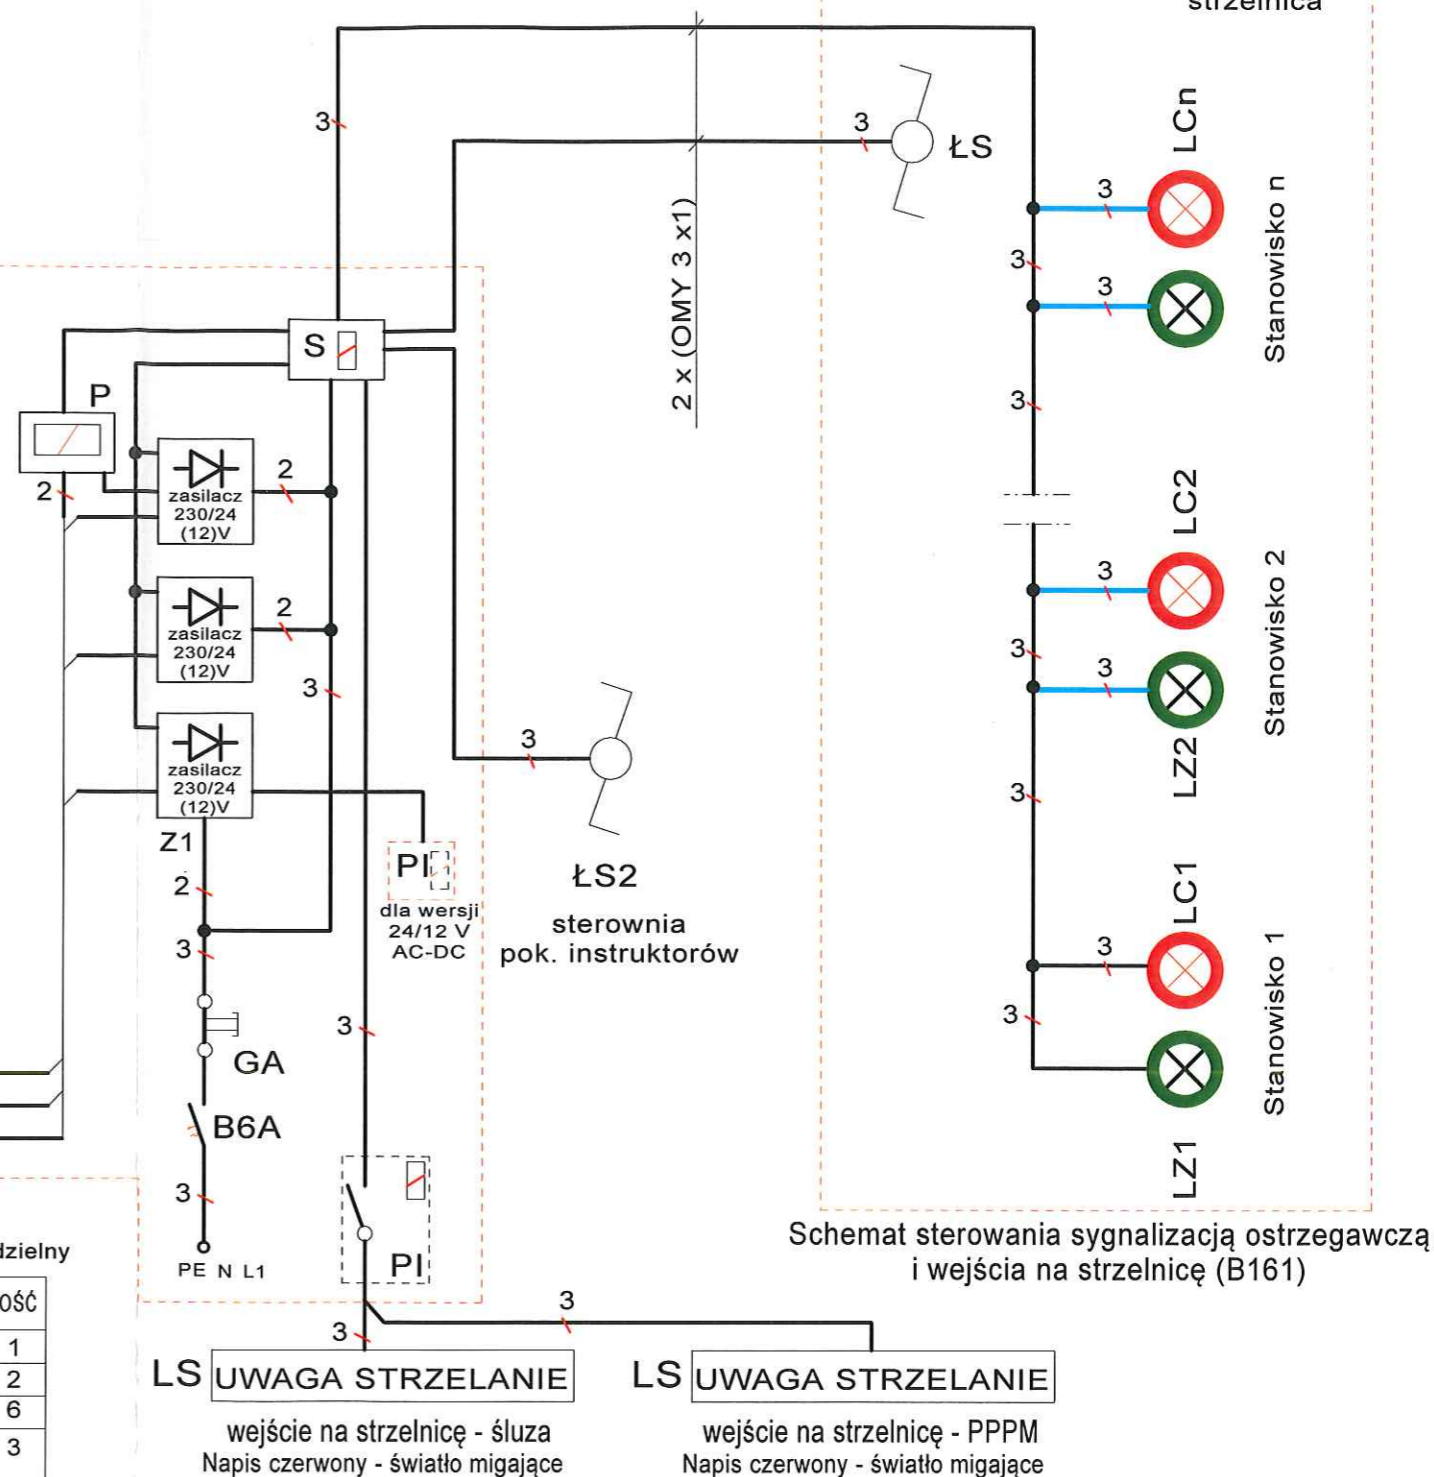 strzelnica
3
3
ŁS
LCn
3
3
3
Stanowisko n
2 x (OMY 3 x1)
S
P
3
2
zasilacz
230/24
(12)V
2
LC2
3
3
3
Stanowisko 2
LZ2
zasilacz
230/24
(12)V
2
3
zasilacz
230/24
(12)V
Z1
3
ŁS2
sterownia
pok. instruktorów
3
PI
dla wersji
24/12 V
AC-DC
2
3
GA
B6A
3
PE N L1
3
PI
LC1
3
3
Stanowisko 1
LZ1
Schemat sterowania sygnalizacją ostrzegawczą
i wejścia na strzelnicę (B161)
1
2
6
3
3
3
LS UWAGA STRZELANIE
wejście na strzelnicę - śluza
Napis czerwony - światło migające
LS UWAGA STRZELANIE
wejście na strzelnicę - PPPM
Napis czerwony - światło migające